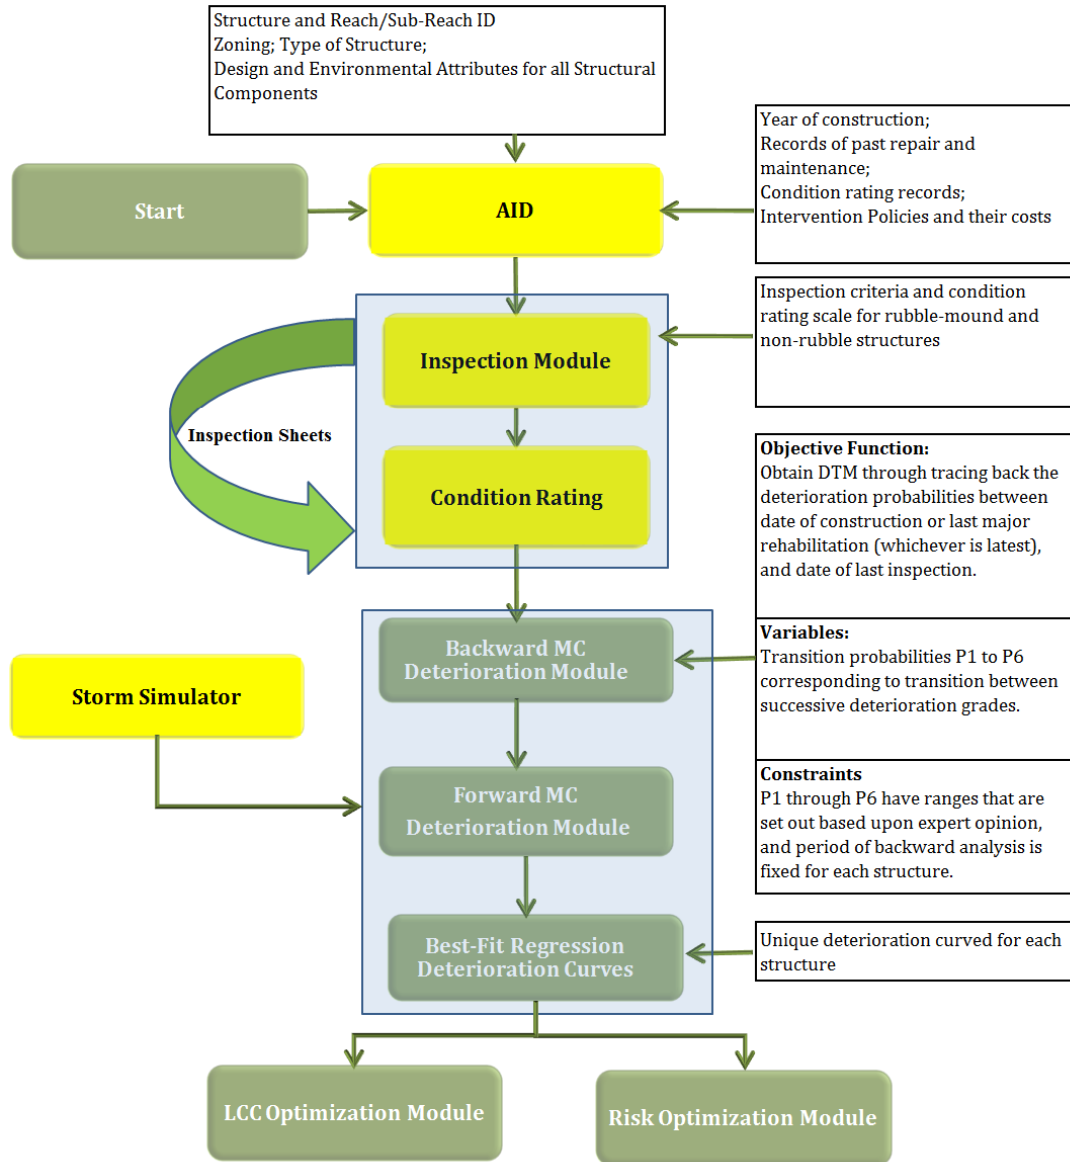 Structure and Reach/Sub-Reach ID
Zoning; Type of Structure;
Design and Environmental Attributes for all Structural
Components
Year of construction;
Records of past repair and
maintenance;
Condition rating records;
Intervention Policies and their costs
Start
AID
Inspection criteria and condition
rating scale for rubble-mound and
non-rubble structures
Inspection Module
Inspection Sheets
Condition Rating
Objective Function:
Obtain DTM through tracing back the
deterioration probabilities between
date of construction or last major
rehabilitation (whichever is latest),
and date of last inspection.
Backward MC
Deterioration Module
Variables:
Transition probabilities P1 to P6
corresponding to transition between
successive deterioration grades.
Storm Simulator
Forward MC
Deterioration Module
Constraints
P1 through P6 have ranges that are
set out based upon expert opinion,
and period of backward analysis is
fixed for each structure.
Best-Fit Regression
Deterioration Curves
Unique deterioration curved for each
structure
LCC Optimization Module
Risk Optimization Module